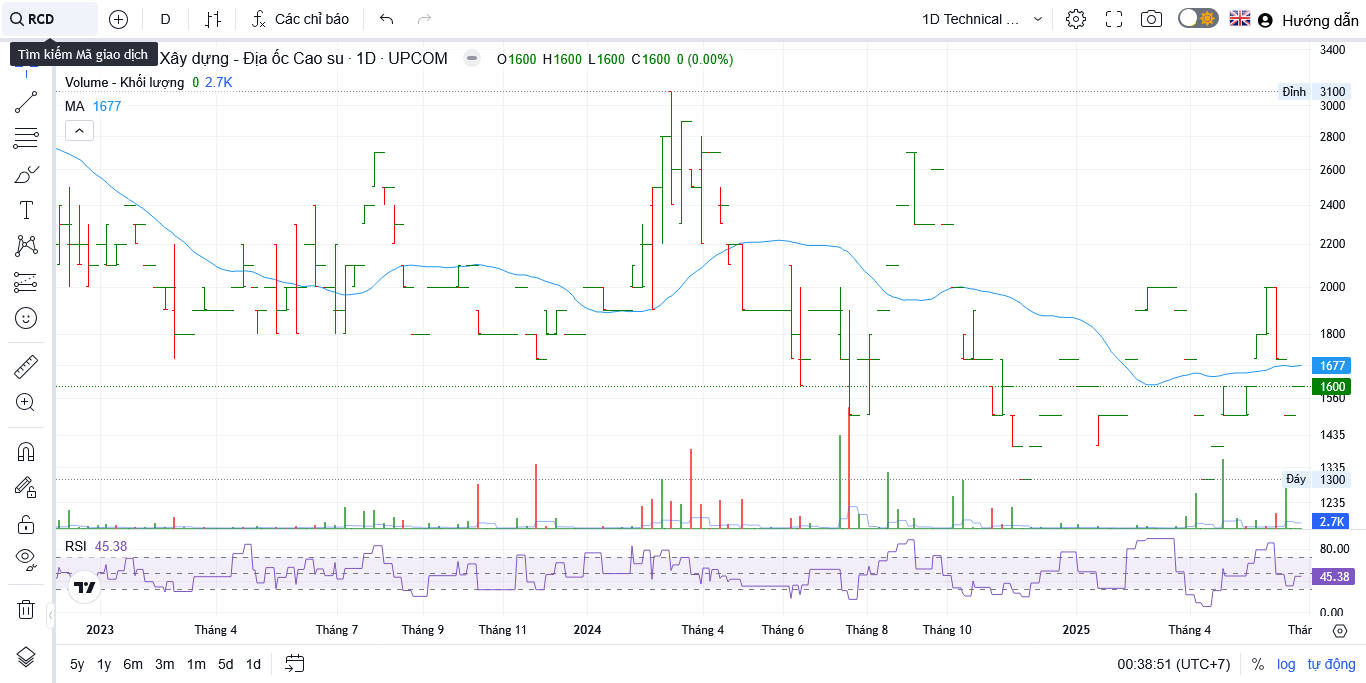 RCD
D
Các chỉ báo
1D Technical ...
Hướng dẫn
Tìm kiếm Mã giao dịch
Xây dựng - Địa ốc Cao su · 1D · UPCOM
O1600 H1600 L1600 C1600 0 (0.00%)
Volume - Khối lượng 0 2.7K
MA 1677
3400
Đỉnh 3100
3000
2800
2600
2400
2200
2000
1800
1677
1600
1560
1435
1335
Đáy 1300
1235
2.7K
RSI 45.38
80.00
45.38
0.00
2023 Tháng 4 Tháng 7 Tháng 9 Tháng 11 2024 Tháng 4 Tháng 6 Tháng 8 Tháng 10 2025 Tháng 4 Thár
5y 1y 6m 3m 1m 5d 1d
00:38:51 (UTC+7) % log tự động